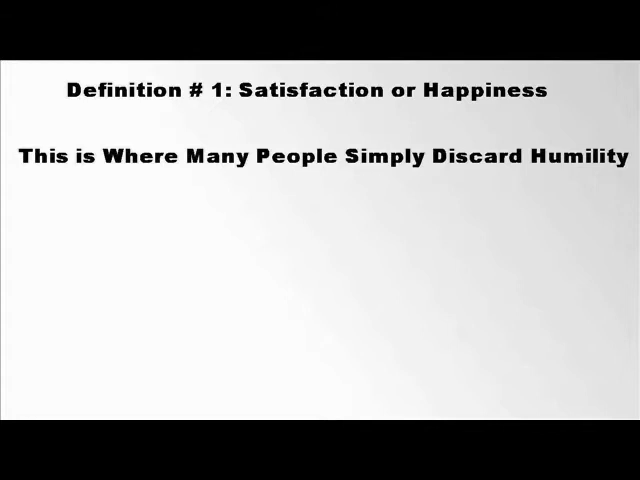 Definition # 1: Satisfaction or Happiness
This is Where Many People Simply Discard Humility